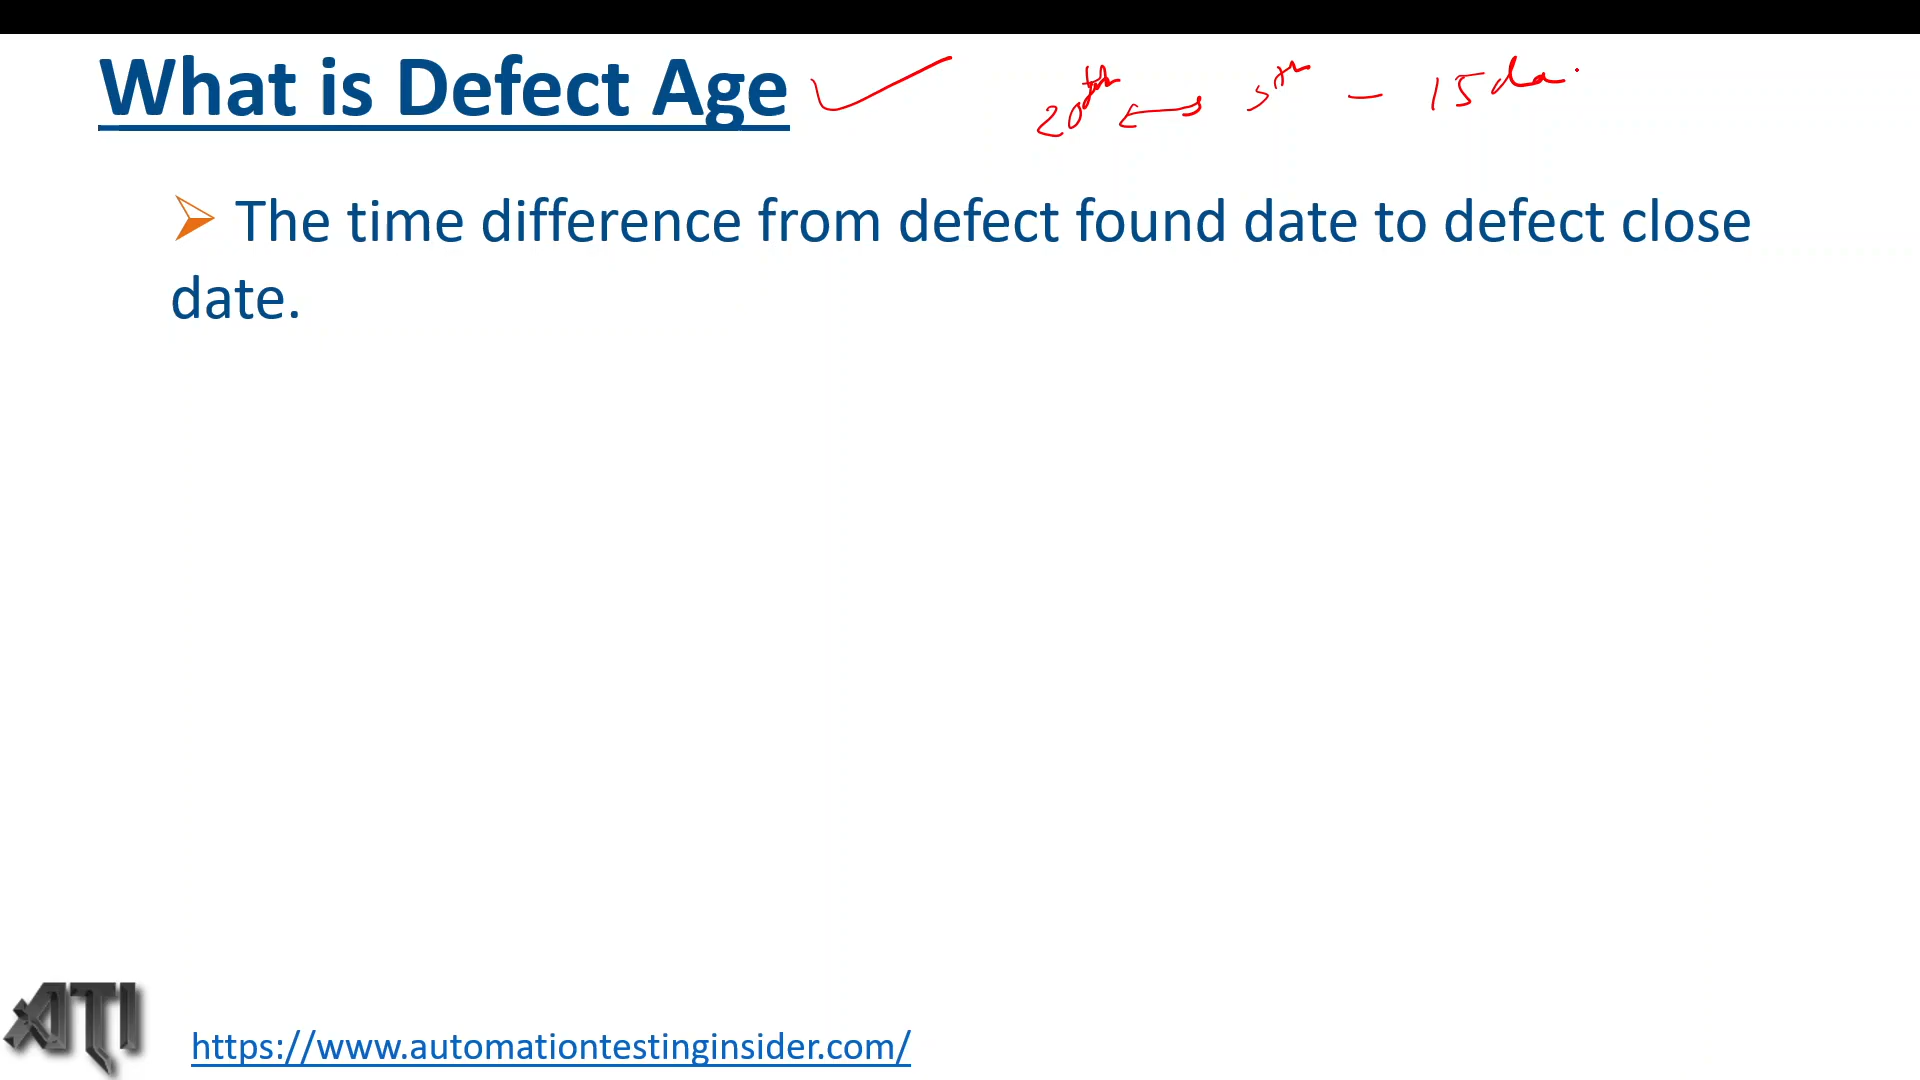 What is Defect Age
20th 5th - 15 da
The time difference from defect found date to defect close
date.
ATI
https://www.automationtestinginsider.com/